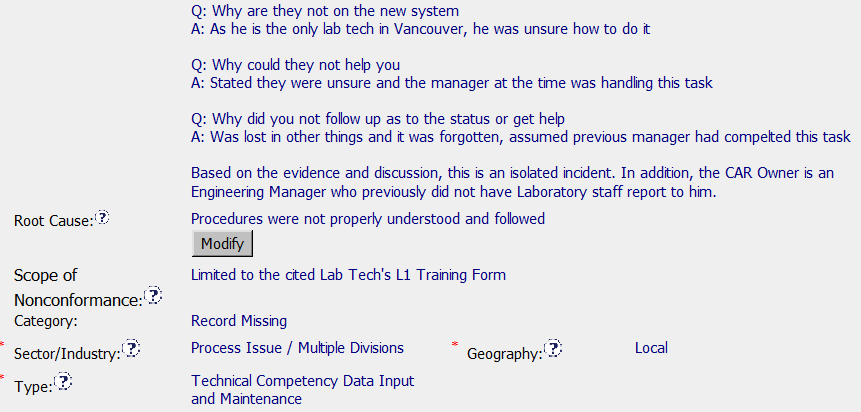 Q: Why are they not on the new system
A: As he is the only lab tech in Vancouver, he was unsure how to do it
Q: Why could they not help you
A: Stated they were unsure and the manager at the time was handling this task
Q: Why did you not follow up as to the status or get help
A: Was lost in other things and it was forgotten, assumed previous manager had compelted this task
Based on the evidence and discussion, this is an isolated incident. In addition, the CAR Owner is an
Engineering Manager who previously did not have Laboratory staff report to him.
Root Cause:? Procedures were not properly understood and followed
Modify
Scope of Limited to the cited Lab Tech's L1 Training Form
Nonconformance:?
Category: Record Missing
* Sector/Industry:? Process Issue / Multiple Divisions * Geography:? Local
* Type:? Technical Competency Data Input
and Maintenance